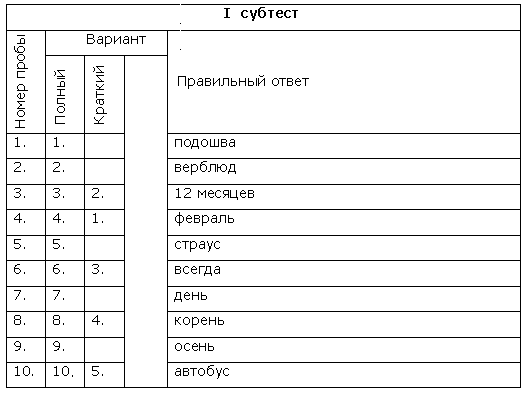 I субтест
Вариант
Номер пробы
Полный
Краткий
Правильный ответ
1. 1. подошва
2. 2. верблюд
3. 3. 2. 12 месяцев
4. 4. 1. февраль
5. 5. страус
6. 6. 3. всегда
7. 7. день
8. 8. 4. корень
9. 9. осень
10. 10. 5. автобус